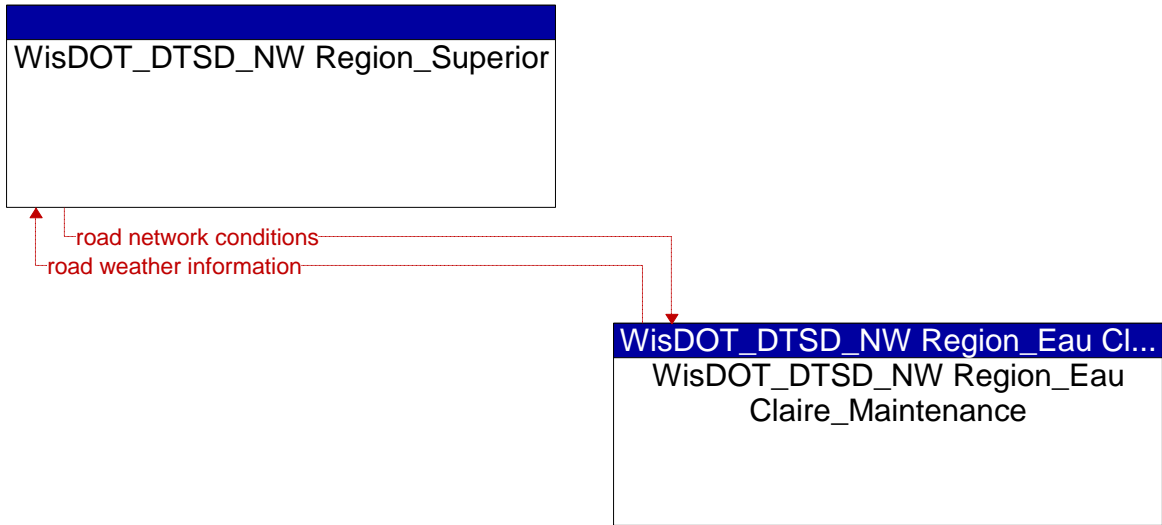 WisDOT_DTSD_NW Region_Superior
road network conditions
road weather information
WisDOT_DTSD_NW Region_Eau Cl...
WisDOT_DTSD_NW Region_Eau
Claire_Maintenance